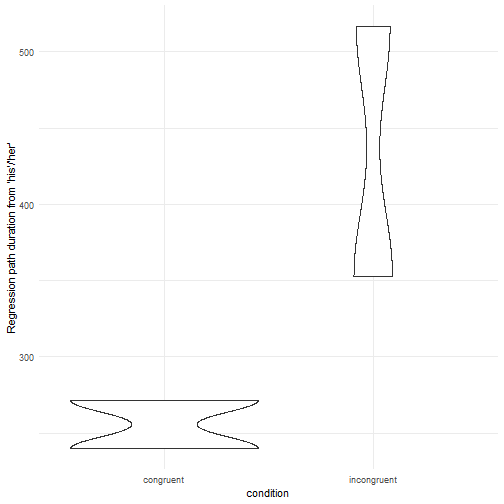 Regression path duration from 'his'/'her'
500
400
300
congruent
incongruent
condition